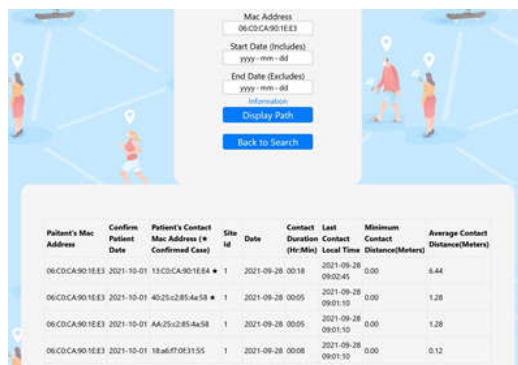 Mac Address
06:C0:CA:90:1E:E3
Start Date (Includes)
yyyy - mm - dd
End Date (Excludes)
yyyy - mm - dd
Information
Display Path
Back to Search
Paitent's Mac Address Confirm Patient Date Patient's Contact Mac Address (★ Confirmed Case) Site Id Date Contact Duration (Hr:Min) Last Contact Local Time Minimum Contact Distance(Meters) Average Contact Distance(Meters)
06:C0:CA:90:1E:E3 2021-10-01 13:C0:CA:90:1E:E4 ★ 1 2021-09-28 00:18 2021-09-28 09:02:45 0.00 6.44
06:C0:CA:90:1E:E3 2021-10-01 40:25:c2:85:4a:58 ★ 1 2021-09-28 00:05 2021-09-28 09:01:10 0.00 1.28
06:C0:CA:90:1E:E3 2021-10-01 AA:25:c2:85:4a:58 1 2021-09-28 00:05 2021-09-28 09:01:10 0.00 1.28
06:C0:CA:90:1E:E3 2021-10-01 18:a6:f7:0f:31:55 1 2021-09-28 00:08 2021-09-28 09:01:10 0.00 0.12